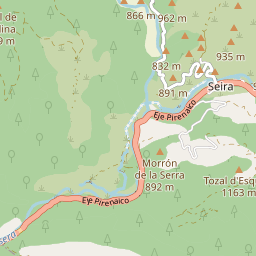 866 m
962 m
832 m
935 m
891 m
Seira
Eje Pirenaico
Morrón
de la Serra
892 m
Tozal d'Esq
1163 m
Eje Pirenaico